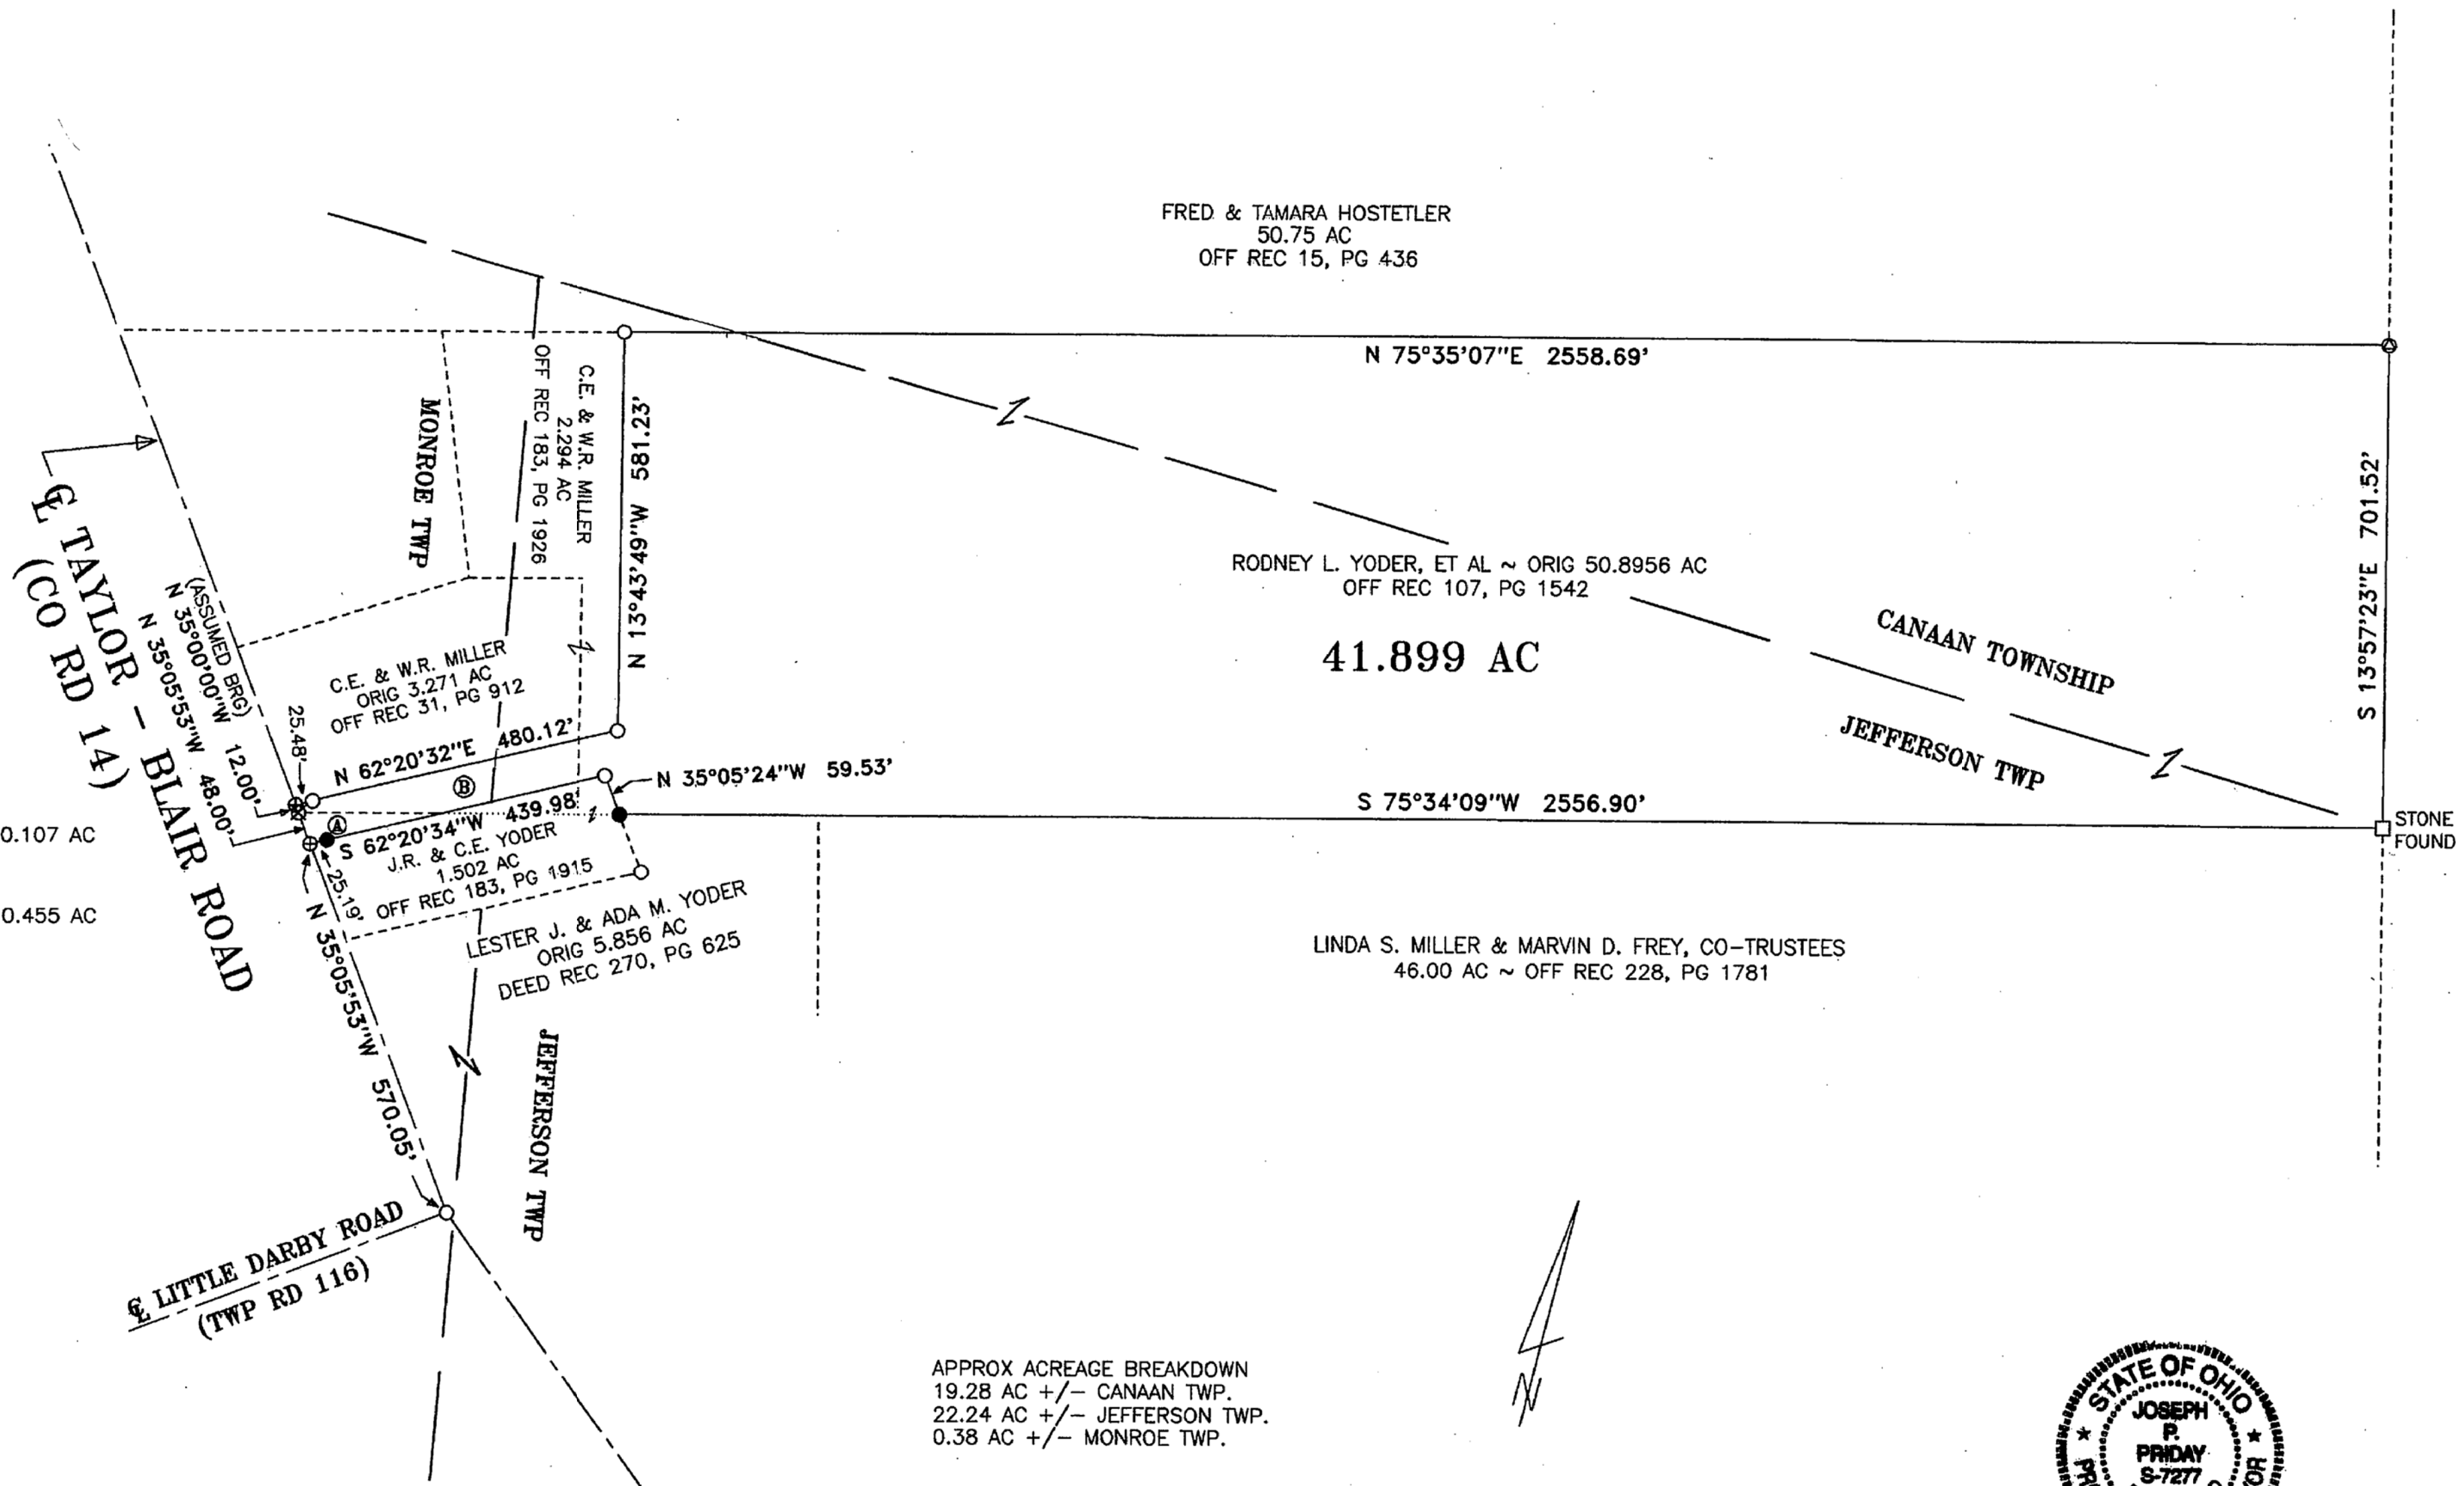 FRED & TAMARA HOSTETLER
50.75 AC
OFF REC 15, PG 436
N 75°35'07"E 2558.69'
C.E. & W.R. MILLER
2.294 AC
OFF REC 183, PG 1926
N 13°43'49"W 581.23'
MONROE TWP
S 13°57'23"E 701.52'
RODNEY L. YODER, ET AL ~ ORIG 50.8956 AC
OFF REC 107, PG 1542
41.899 AC
CANAAN TOWNSHIP
JEFFERSON TWP
℄ TAYLOR - BLAIR ROAD
(CO RD 14)
(ASSUMED BRG)
N 35°00'00"W 12.00'
N 35°05'53"W 48.00'
25.48'
C.E. & W.R. MILLER
ORIG 3.271 AC
OFF REC 31, PG 912
N 62°20'32"E 480.12'
B
N 35°05'24"W 59.53'
S 75°34'09"W 2556.90'
STONE
FOUND
0.107 AC
A
S 62°20'34"W 439.98'
J.R. & C.E. YODER
1.502 AC
OFF REC 183, PG 1915
25.19'
0.455 AC
LESTER J. & ADA M. YODER
ORIG 5.856 AC
DEED REC 270, PG 625
LINDA S. MILLER & MARVIN D. FREY, CO-TRUSTEES
46.00 AC ~ OFF REC 228, PG 1781
N 35°05'53"W 570.05'
JEFFERSON TWP
℄ LITTLE DARBY ROAD
(TWP RD 116)
N
APPROX ACREAGE BREAKDOWN
19.28 AC +/- CANAAN TWP.
22.24 AC +/- JEFFERSON TWP.
0.38 AC +/- MONROE TWP.
STATE OF OHIO
JOSEPH
P.
PRIDAY
S-7277